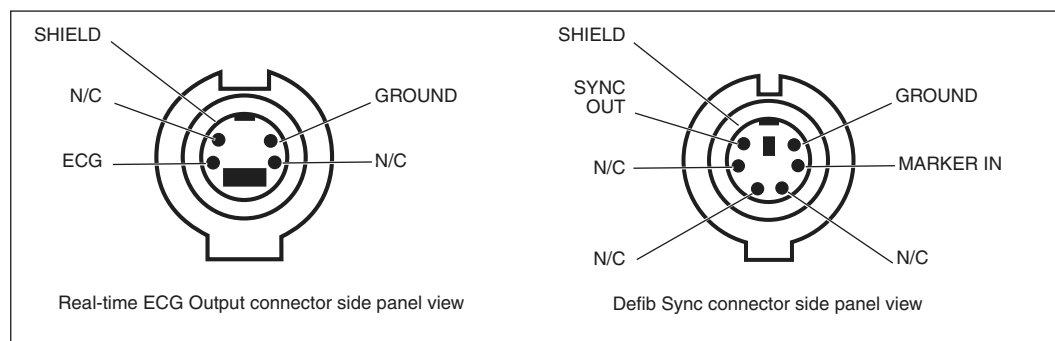 SHIELD
N/C
GROUND
ECG
N/C
Real-time ECG Output connector side panel view
SHIELD
SYNC
OUT
GROUND
N/C
MARKER IN
N/C
N/C
Defib Sync connector side panel view